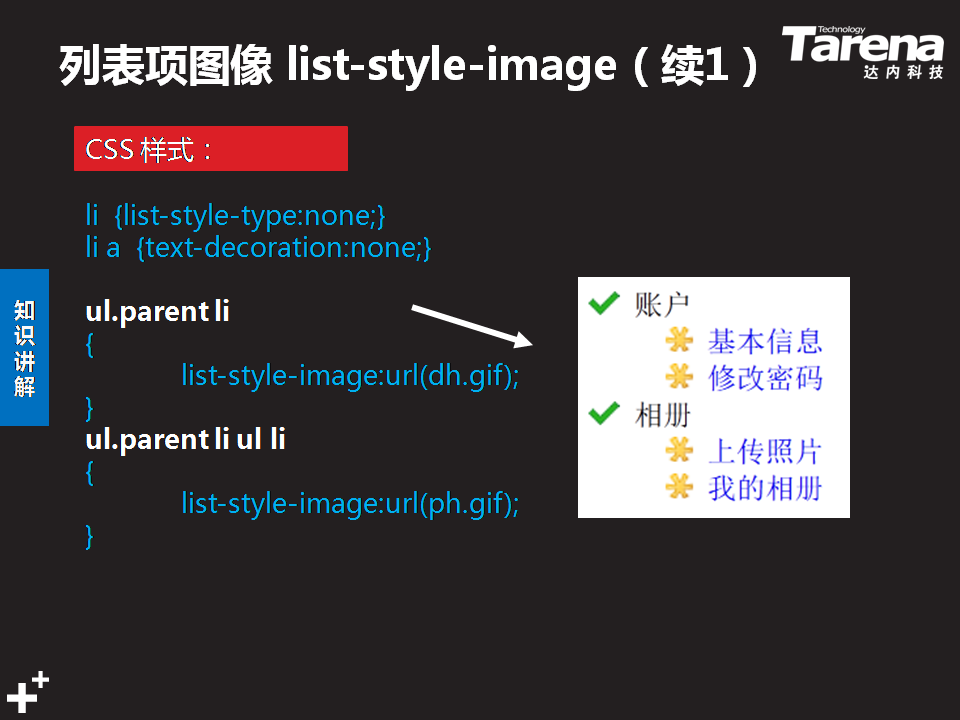 列表项图像 list-style-image（续1）
Technology
Tarena
达内科技
CSS 样式：
li {list-style-type:none;}
li a {text-decoration:none;}
ul.parent li
{
list-style-image:url(dh.gif);
}
ul.parent li ul li
{
list-style-image:url(ph.gif);
}
知识讲解
账户
基本信息
修改密码
相册
上传照片
我的相册